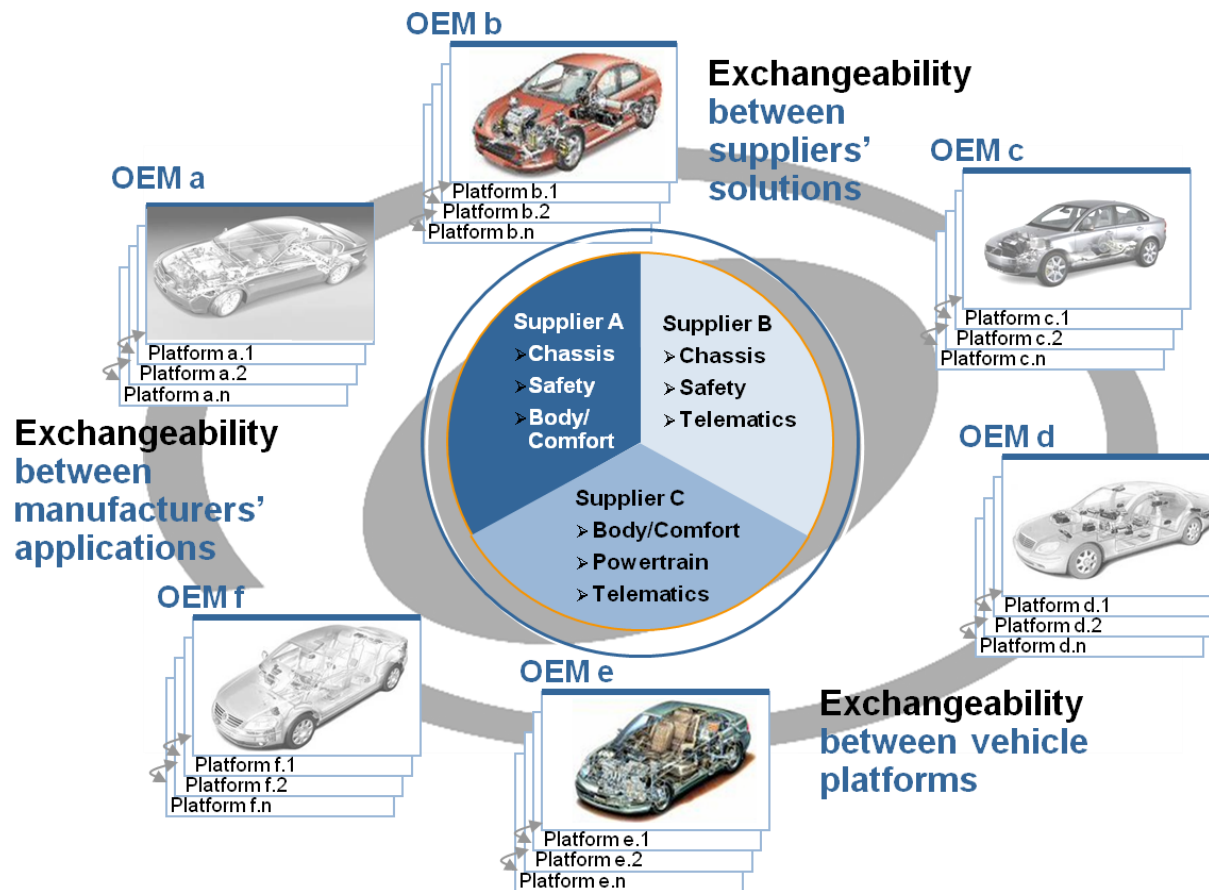 OEM b
Platform b.1
Platform b.2
Platform b.n
Exchangeability
between
suppliers’
solutions
OEM a
Platform a.1
Platform a.2
Platform a.n
OEM c
Platform c.1
Platform c.2
Platform c.n
Supplier A
➢Chassis
➢Safety
➢Body/
Comfort
Supplier B
➢Chassis
➢Safety
➢Telematics
Supplier C
➢Body/Comfort
➢Powertrain
➢Telematics
Exchangeability
between
manufacturers’
applications
OEM d
Platform d.1
Platform d.2
Platform d.n
OEM f
Platform f.1
Platform f.2
Platform f.n
OEM e
Platform e.1
Platform e.2
Platform e.n
Exchangeability
between vehicle
platforms